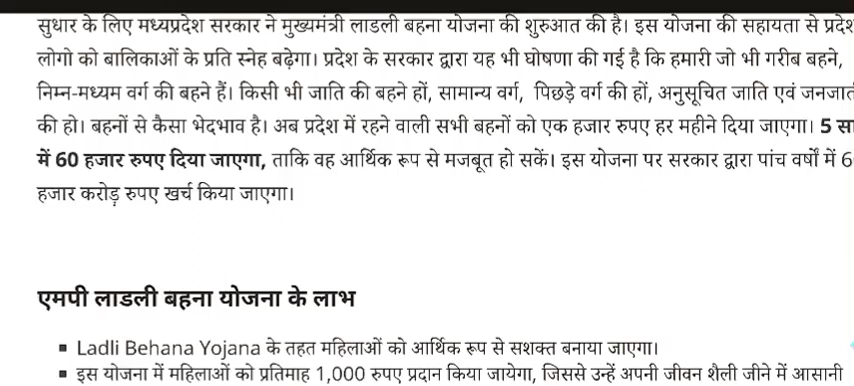 सुधार के लिए मध्यप्रदेश सरकार ने मुख्यमंत्री लाडली बहना योजना की शुरुआत की है। इस योजना की सहायता से प्रदेश
लोगो को बालिकाओं के प्रति स्नेह बढ़ेगा। प्रदेश के सरकार द्वारा यह भी घोषणा की गई है कि हमारी जो भी गरीब बहने,
निम्न-मध्यम वर्ग की बहने हैं। किसी भी जाति की बहने हों, सामान्य वर्ग, पिछड़े वर्ग की हों, अनुसूचित जाति एवं
की हो। बहनों से कैसा भेदभाव है। अब प्रदेश में रहने वाली सभी बहनों को एक हजार रुपए हर महीने दिया जाएगा। 5
में 60 हजार रुपए दिया जाएगा, ताकि वह आर्थिक रूप से मजबूत हो सकें। इस योजना पर सरकार द्वारा पांच वर्षों में
हजार करोड़ रुपए खर्च किया जाएगा।
एमपी लाडली बहना योजना के लाभ
Ladli Behana Yojana के तहत महिलाओं को आर्थिक रूप से सशक्त बनाया जाएगा।
इस योजना में महिलाओं को प्रतिमाह 1,000 रुपए प्रदान किया जायेगा, जिससे उन्हें अपनी जीवन शैली जीने में आसानी